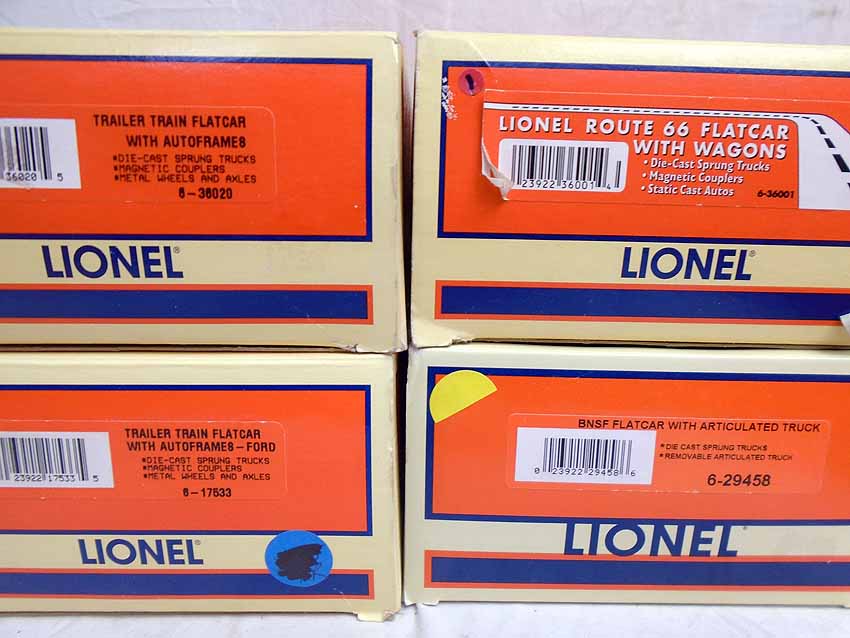 TRAILER TRAIN FLATCAR
WITH AUTOFRAME8
*DIE-CAST SPRUNG TRUCKS
*MAGNETIC COUPLERS
*METAL WHEELS AND AXLES
6-36020
36020 5
LIONEL®
LIONEL ROUTE 66 FLATCAR
WITH WAGONS
• Die-Cast Sprung Trucks
• Magnetic Couplers
• Static Cast Autos
6-36001
23922 36001 4
LIONEL®
TRAILER TRAIN FLATCAR
WITH AUTOFRAME8-FORD
*DIE-CAST SPRUNG TRUCKS
*MAGNETIC COUPLERS
*METAL WHEELS AND AXLES
6-17533
23922 17533 5
LIONEL®
BNSF FLATCAR WITH ARTICULATED TRUCK
* DIE CAST SPRUNG TRUCKS
* REMOVABLE ARTICULATED TRUCK
6-29458
0 23922 29458 6
LIONEL®